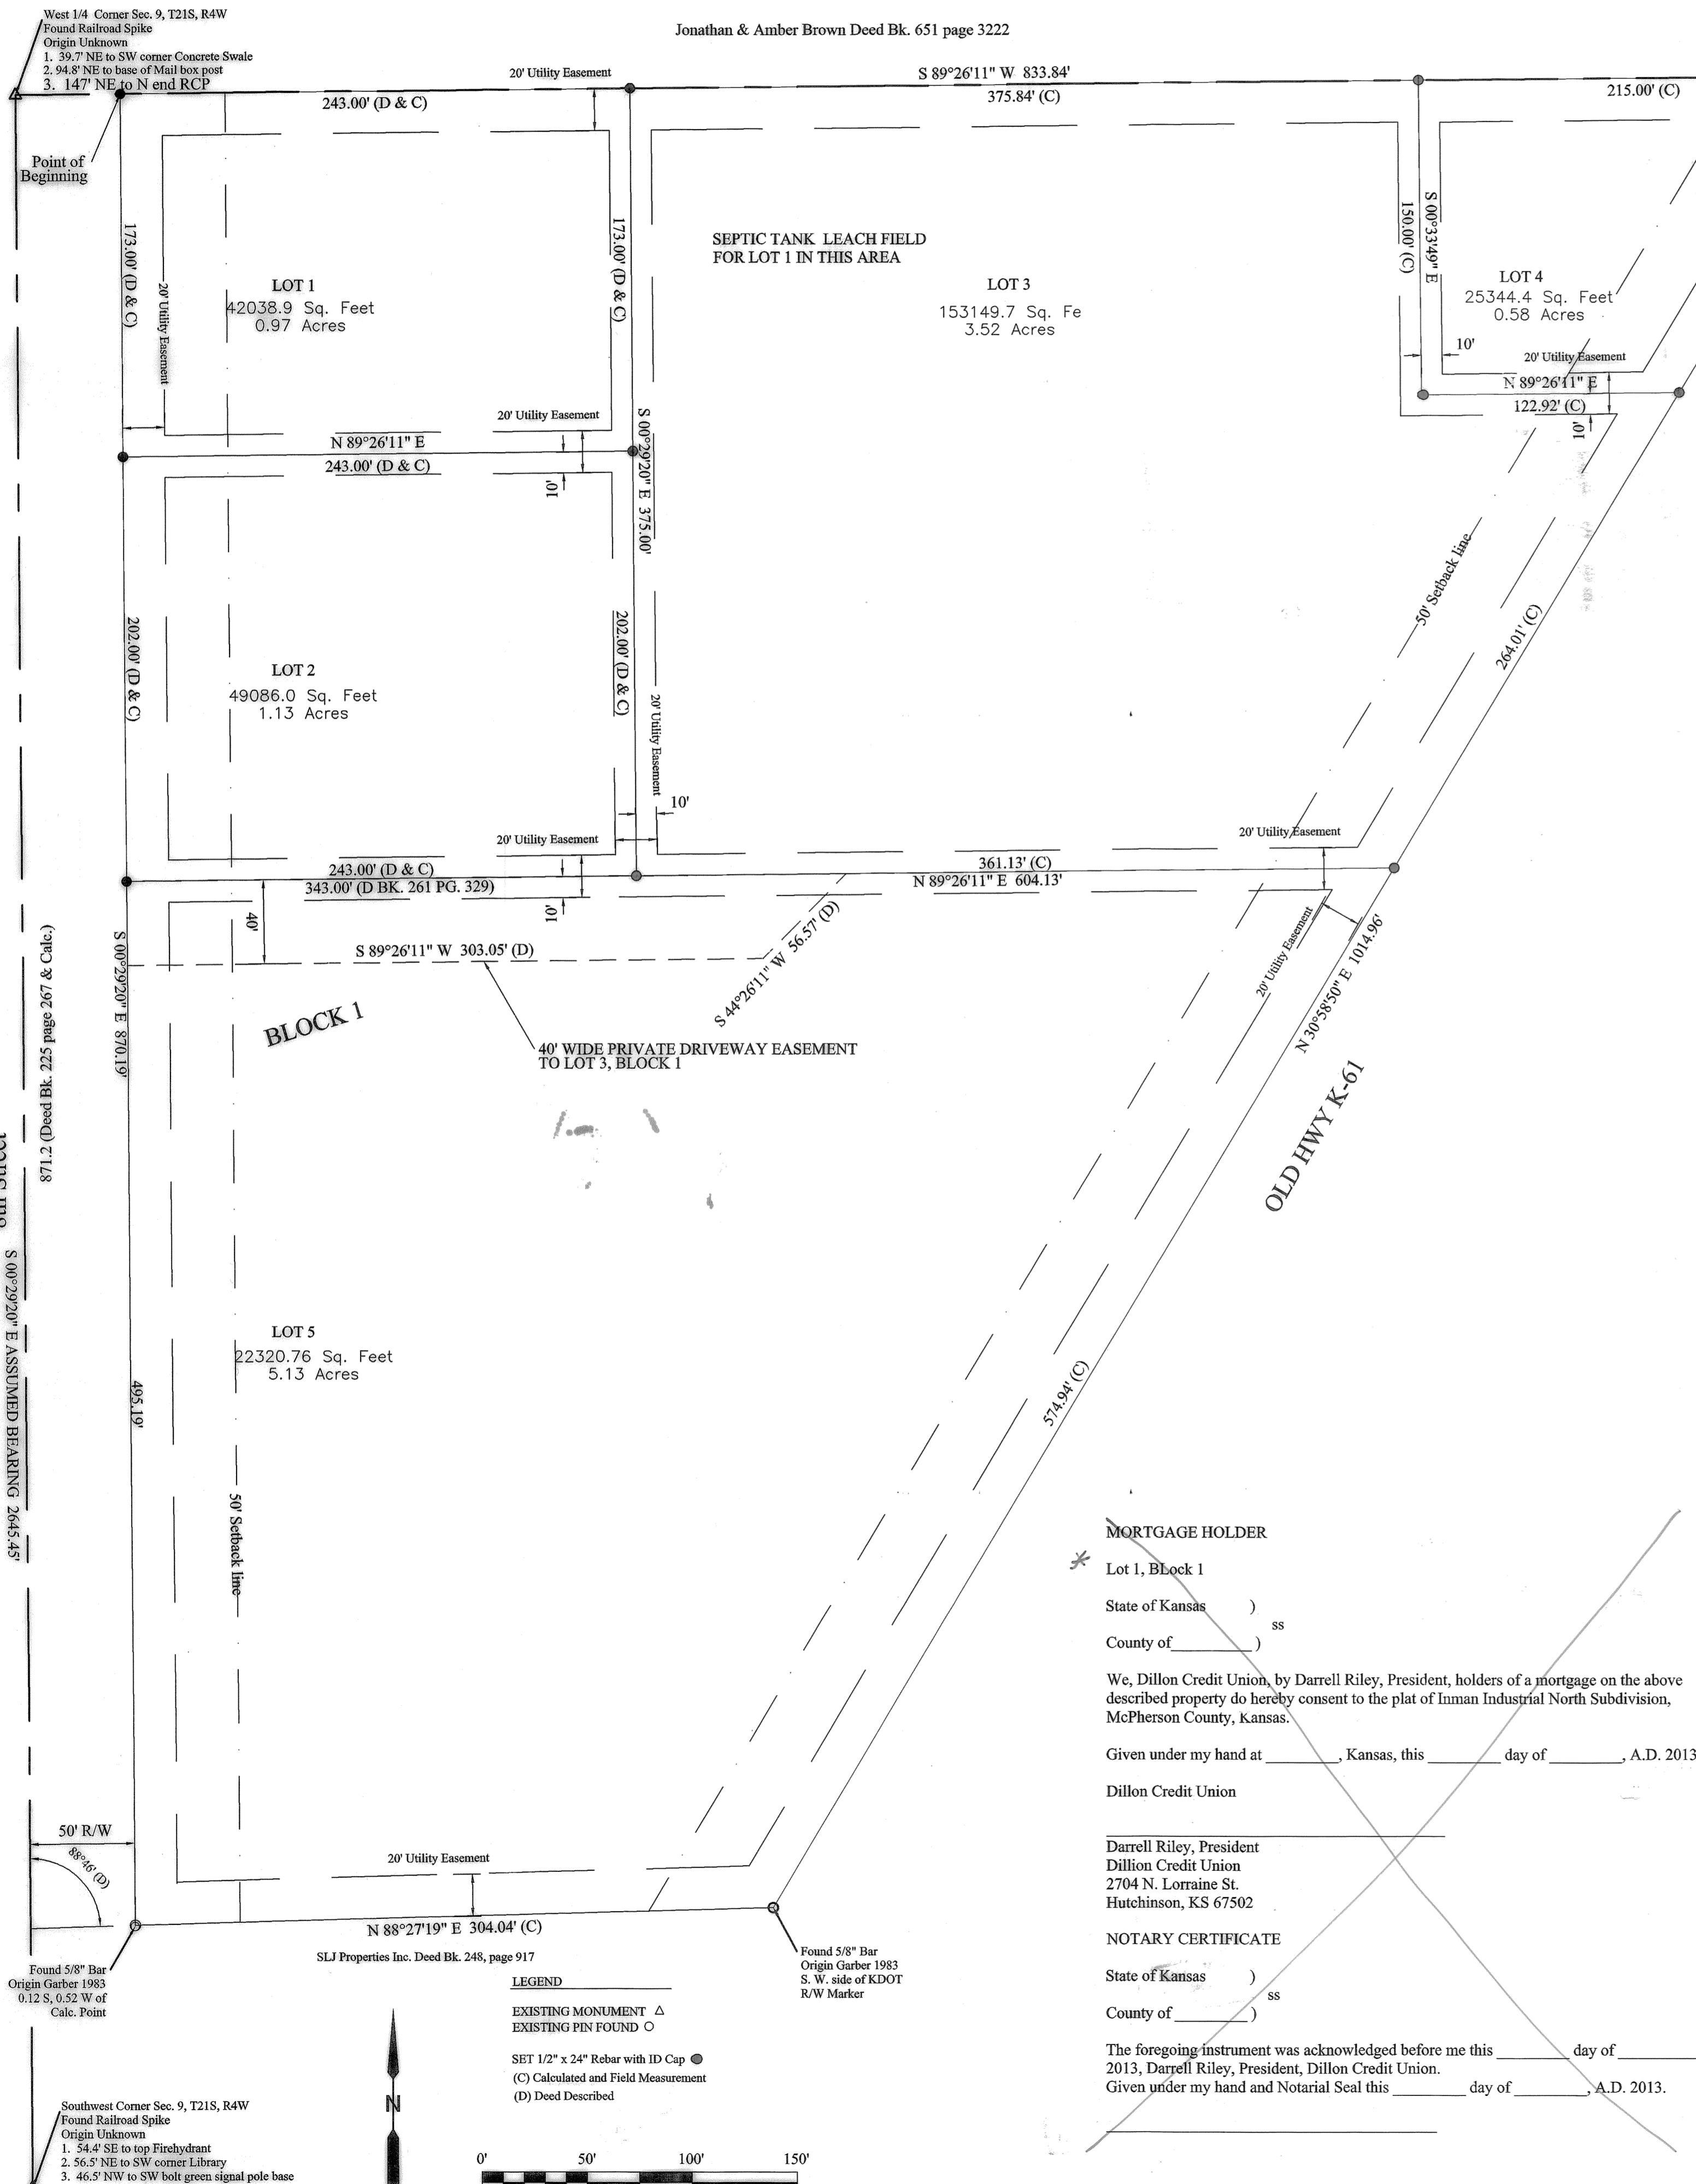 West 1/4 Corner Sec. 9, T21S, R4W
Found Railroad Spike
Origin Unknown
1. 39.7' NE to SW corner Concrete Swale
2. 94.8' NE to base of Mail box post
3. 147' NE to N end RCP
Jonathan & Amber Brown Deed Bk. 651 page 3222
20' Utility Easement
S 89°26'11" W 833.84'
243.00' (D & C)
375.84' (C)
215.00' (C)
Point of
Beginning
173.00' (D & C)
20' Utility Easement
LOT 1
42038.9 Sq. Feet
0.97 Acres
173.00' (D & C)
SEPTIC TANK LEACH FIELD
FOR LOT 1 IN THIS AREA
LOT 3
153149.7 Sq. Fe
3.52 Acres
150.00' (C)
S 00°33'49" E
LOT 4
25344.4 Sq. Feet
0.58 Acres
10'
20' Utility Easement
N 89°26'11" E
122.92' (C)
10'
20' Utility Easement
N 89°26'11" E
243.00' (D & C)
10'
S 00°29'20" E 375.00'
50' Setback line
264.01' (C)
202.00' (D & C)
LOT 2
49086.0 Sq. Feet
1.13 Acres
202.00' (D & C)
20' Utility Easement
10'
20' Utility Easement
243.00' (D & C)
343.00' (D BK. 261 PG. 329)
10'
20' Utility Easement
361.13' (C)
N 89°26'11" E 604.13'
40'
S 89°26'11" W 303.05' (D)
S 44°26'11" W 56.57' (D)
20' Utility Easement
N 30°58'50" E 1014.96'
871.2 (Deed Bk. 225 page 267 & Calc.)
S 00°29'20" E 870.19'
BLOCK 1
40' WIDE PRIVATE DRIVEWAY EASEMENT
TO LOT 3, BLOCK 1
OLD HWY K-61
S 00°29'20" E ASSUMED BEARING 2645.45'
LOT 5
22320.76 Sq. Feet
5.13 Acres
495.19'
574.94' (C)
50' Setback line
50' R/W
88°46' (D)
20' Utility Easement
N 88°27'19" E 304.04' (C)
SLJ Properties Inc. Deed Bk. 248, page 917
Found 5/8" Bar
Origin Garber 1983
0.12 S, 0.52 W of
Calc. Point
Found 5/8" Bar
Origin Garber 1983
S. W. side of KDOT
R/W Marker
LEGEND
EXISTING MONUMENT
EXISTING PIN FOUND
SET 1/2" x 24" Rebar with ID Cap
(C) Calculated and Field Measurement
(D) Deed Described
N
0' 50' 100' 150'
Southwest Corner Sec. 9, T21S, R4W
Found Railroad Spike
Origin Unknown
1. 54.4' SE to top Firehydrant
2. 56.5' NE to SW corner Library
3. 46.5' NW to SW bolt green signal pole base
MORTGAGE HOLDER
* Lot 1, BLock 1
State of Kansas )
ss
County of__________ )
We, Dillon Credit Union, by Darrell Riley, President, holders of a mortgage on the above
described property do hereby consent to the plat of Inman Industrial North Subdivision,
McPherson County, Kansas.
Given under my hand at _________, Kansas, this _________ day of _________, A.D. 2013
Dillon Credit Union
Darrell Riley, President
Dillion Credit Union
2704 N. Lorraine St.
Hutchinson, KS 67502
NOTARY CERTIFICATE
State of Kansas )
ss
County of _________ )
The foregoing instrument was acknowledged before me this _________ day of _________
2013, Darrell Riley, President, Dillon Credit Union.
Given under my hand and Notarial Seal this _________ day of _________, A.D. 2013.